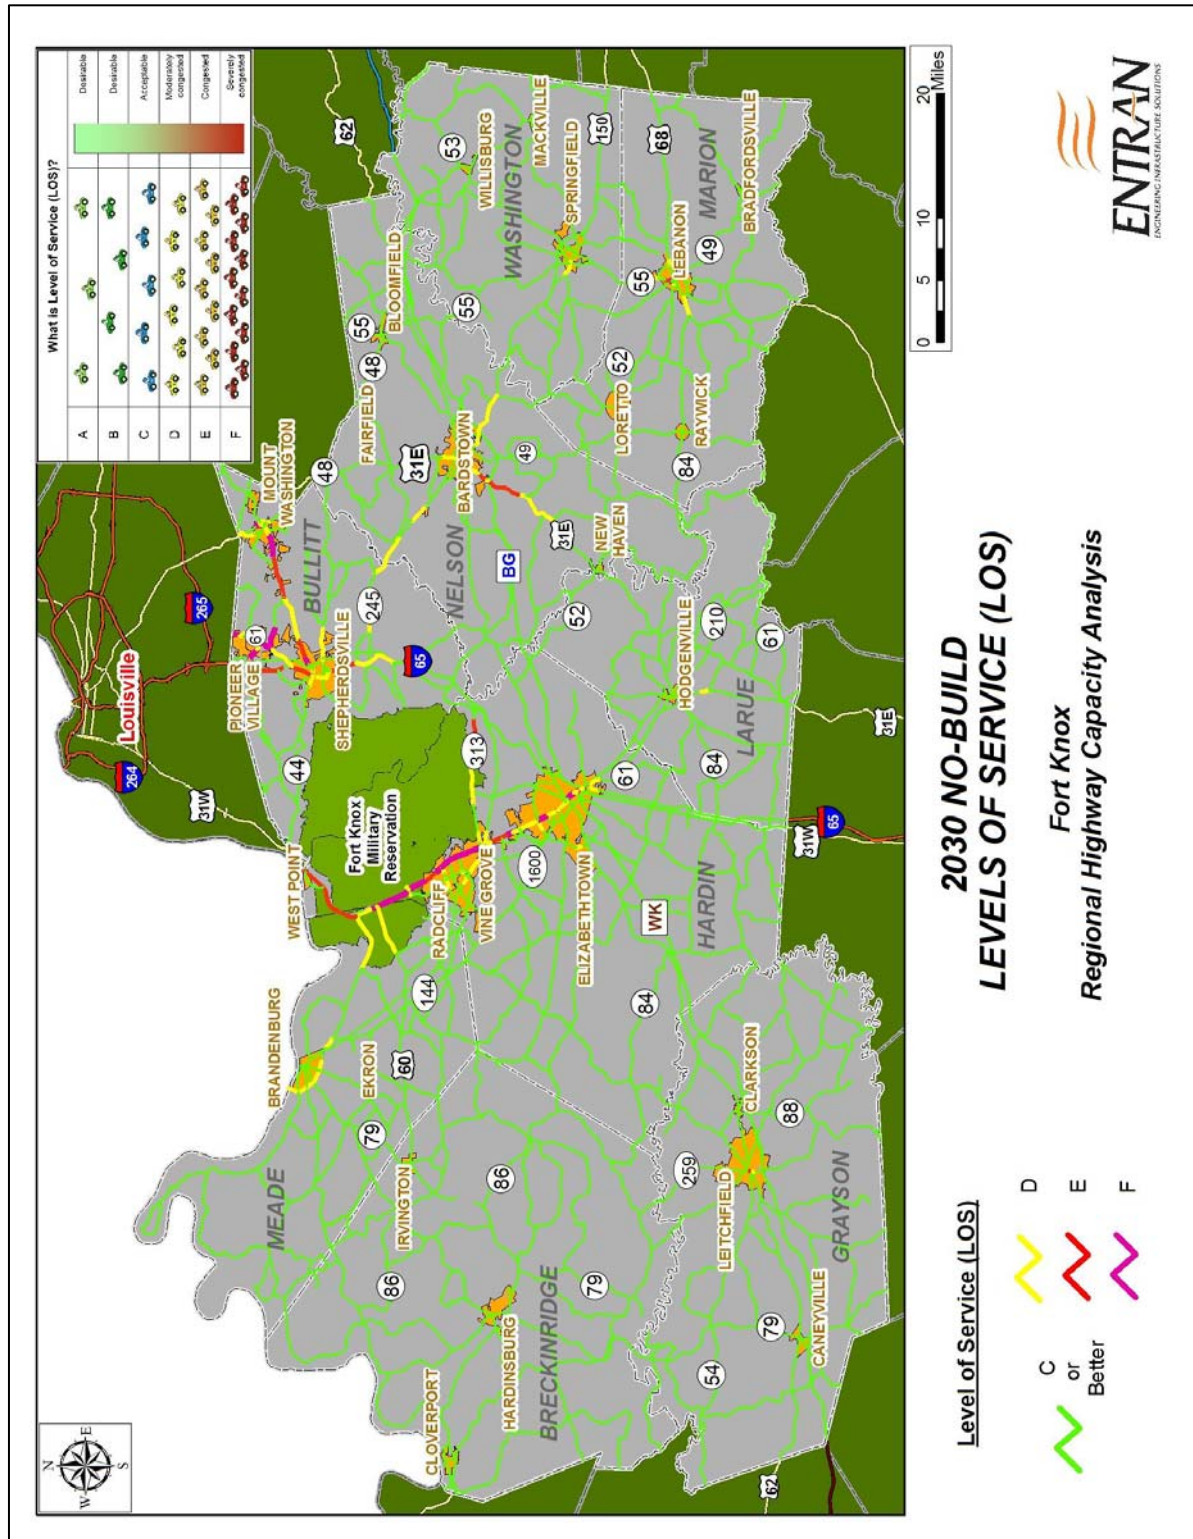 What is Level of Service (LOS)?
A Desirable
B Desirable
C Acceptable
D Moderately
congested
E Congested
F Severely
congested
N
W E
S
Louisville
264
265
31W
62
MEADE
BRANDENBURG
EKRON
IRVINGTON
60
79
144
86
86
79
BRECKINRIDGE
CLOVERPORT
HARDINSBURG
GRAYSON
LEITCHFIELD
CLARKSON
CANEYVILLE
259
88
54
79
62
84
WK
HARDIN
WEST POINT
Fort Knox
Military
Reservation
RADCLIFF
VINE GROVE
ELIZABETHTOWN
1600
313
61
44
BULLITT
PIONEER
VILLAGE
61
SHEPHERDSVILLE
MOUNT
WASHINGTON
48
245
65
NELSON
FAIRFIELD
48
55
BLOOMFIELD
31E
BARDSTOWN
49
31E
BG
NEW
HAVEN
52
LARUE
HODGENVILLE
210
61
84
31E
31W
65
WASHINGTON
53
WILLISBURG
MACKVILLE
SPRINGFIELD
55
150
68
MARION
LEBANON
55
49
BRADFORDSVILLE
52
LORETTO
RAYWICK
84
0 5 10 20
Miles
2030 NO-BUILD
LEVELS OF SERVICE (LOS)
Fort Knox
Regional Highway Capacity Analysis
Level of Service (LOS)
C
or
Better
D
E
F
ENTRAN
ENGINEERING INFRASTRUCTURE SOLUTIONS